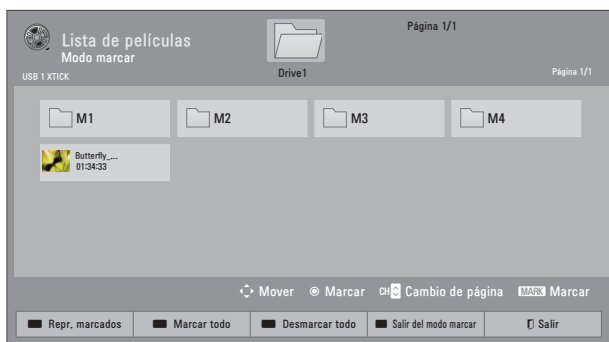 Lista de películas
Modo marcar
USB 1 XTICK
Drive1
Página 1/1
Página 1/1
M1
M2
M3
M4
Butterfly_...
01:34:33
Mover
Marcar
CH Cambio de página
MARK Marcar
Repr. marcados
Marcar todo
Desmarcar todo
Salir del modo marcar
Salir